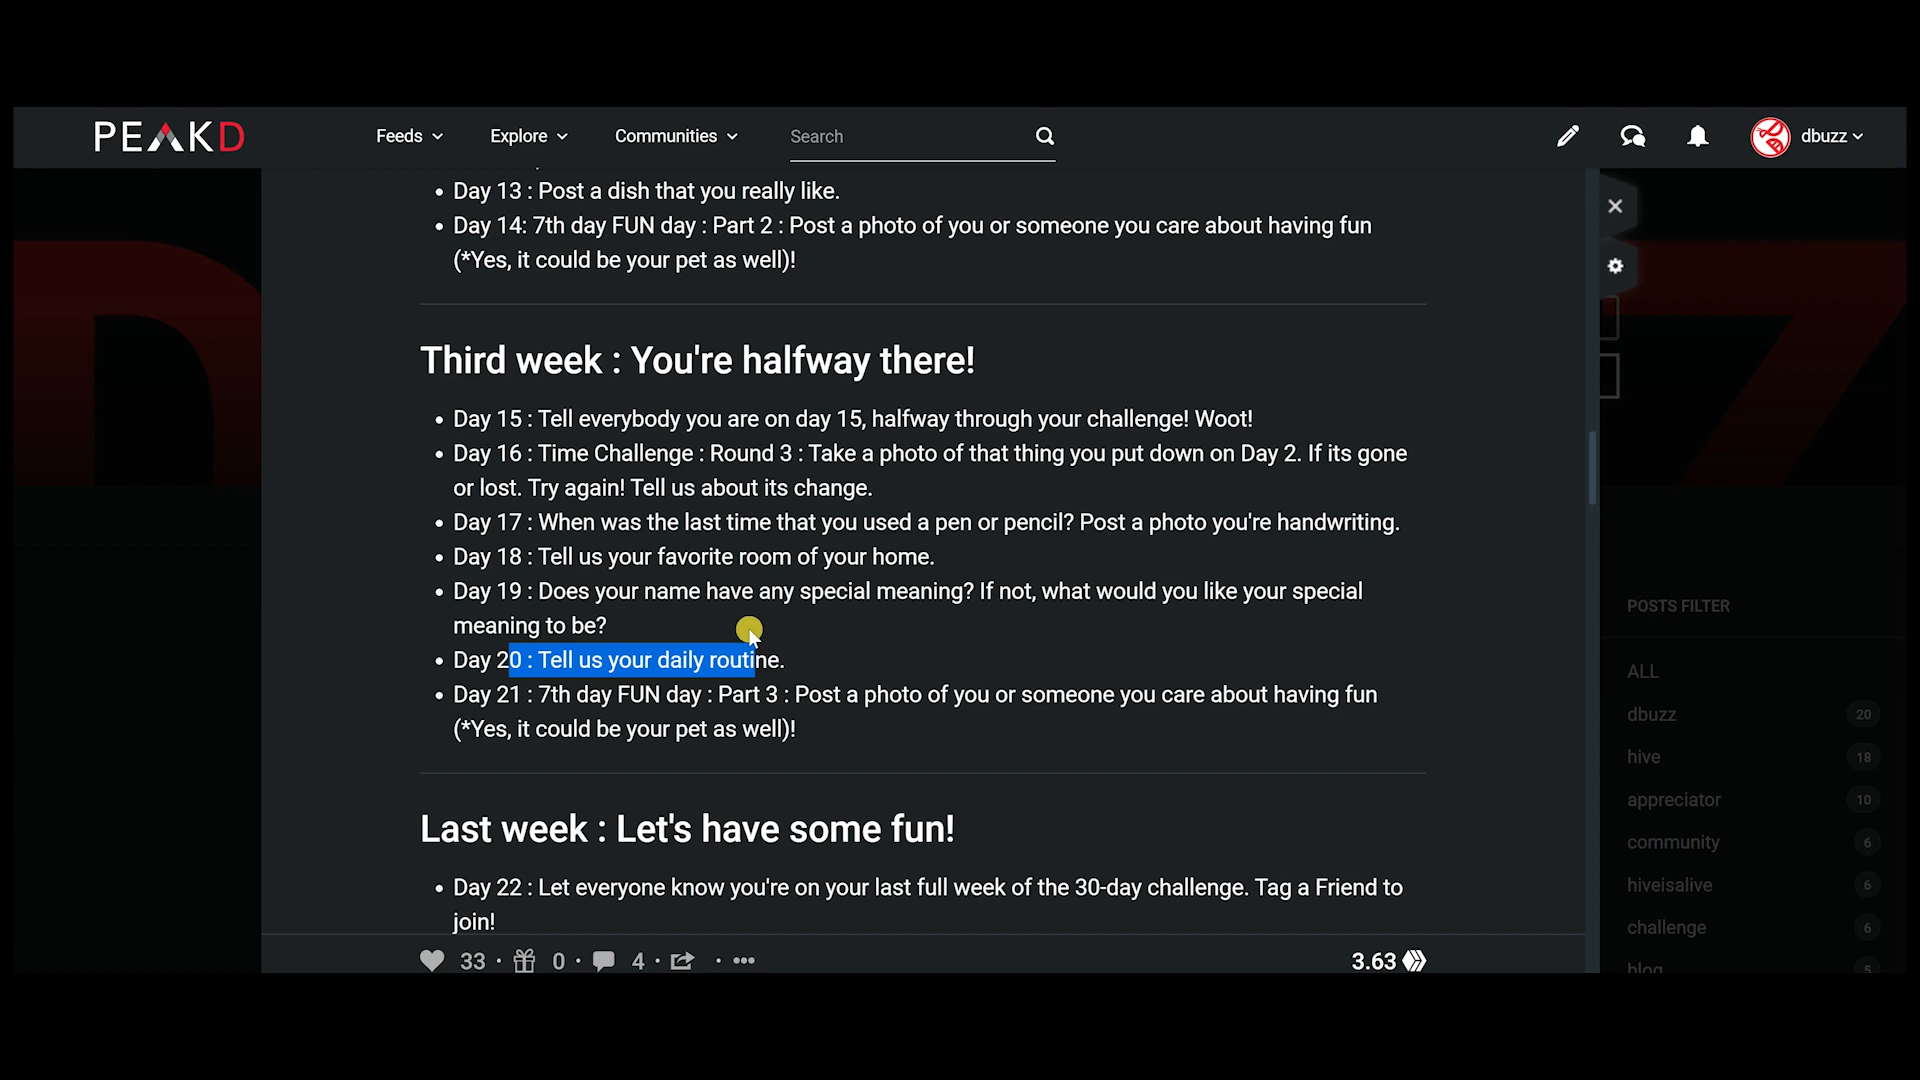 PEAKD Feeds Explore Communities Search dbuzz
• Day 13 : Post a dish that you really like.
• Day 14: 7th day FUN day : Part 2 : Post a photo of you or someone you care about having fun
(*Yes, it could be your pet as well)!
Third week : You're halfway there!
• Day 15 : Tell everybody you are on day 15, halfway through your challenge! Woot!
• Day 16 : Time Challenge : Round 3 : Take a photo of that thing you put down on Day 2. If its gone
or lost. Try again! Tell us about its change.
• Day 17 : When was the last time that you used a pen or pencil? Post a photo you're handwriting.
• Day 18 : Tell us your favorite room of your home.
• Day 19 : Does your name have any special meaning? If not, what would you like your special
meaning to be?
• Day 20 : Tell us your daily routine.
• Day 21 : 7th day FUN day : Part 3 : Post a photo of you or someone you care about having fun
(*Yes, it could be your pet as well)!
Last week : Let's have some fun!
• Day 22 : Let everyone know you're on your last full week of the 30-day challenge. Tag a Friend to
join!
33 · 0 · 4 · · 3.63
POSTS FILTER
ALL
dbuzz 20
hive 18
appreciator 10
community 6
hiveisalive 6
challenge 6
blog 5